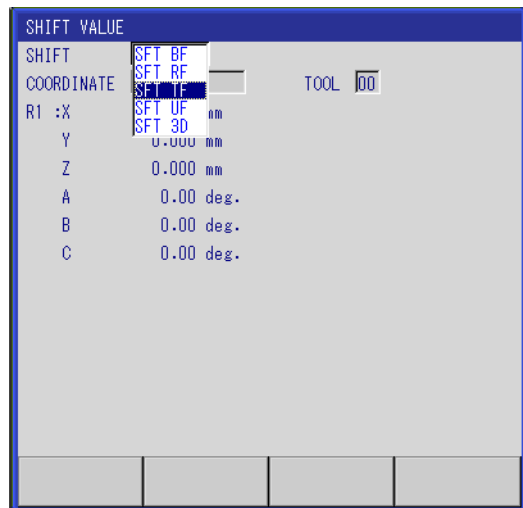 SHIFT VALUE
SHIFT SFT BF
SFT RF
COORDINATE SFT TF TOOL 00
R1 :X SFT UF mm
SFT 3D
Y 0.000 mm
Z 0.000 mm
A 0.00 deg.
B 0.00 deg.
C 0.00 deg.